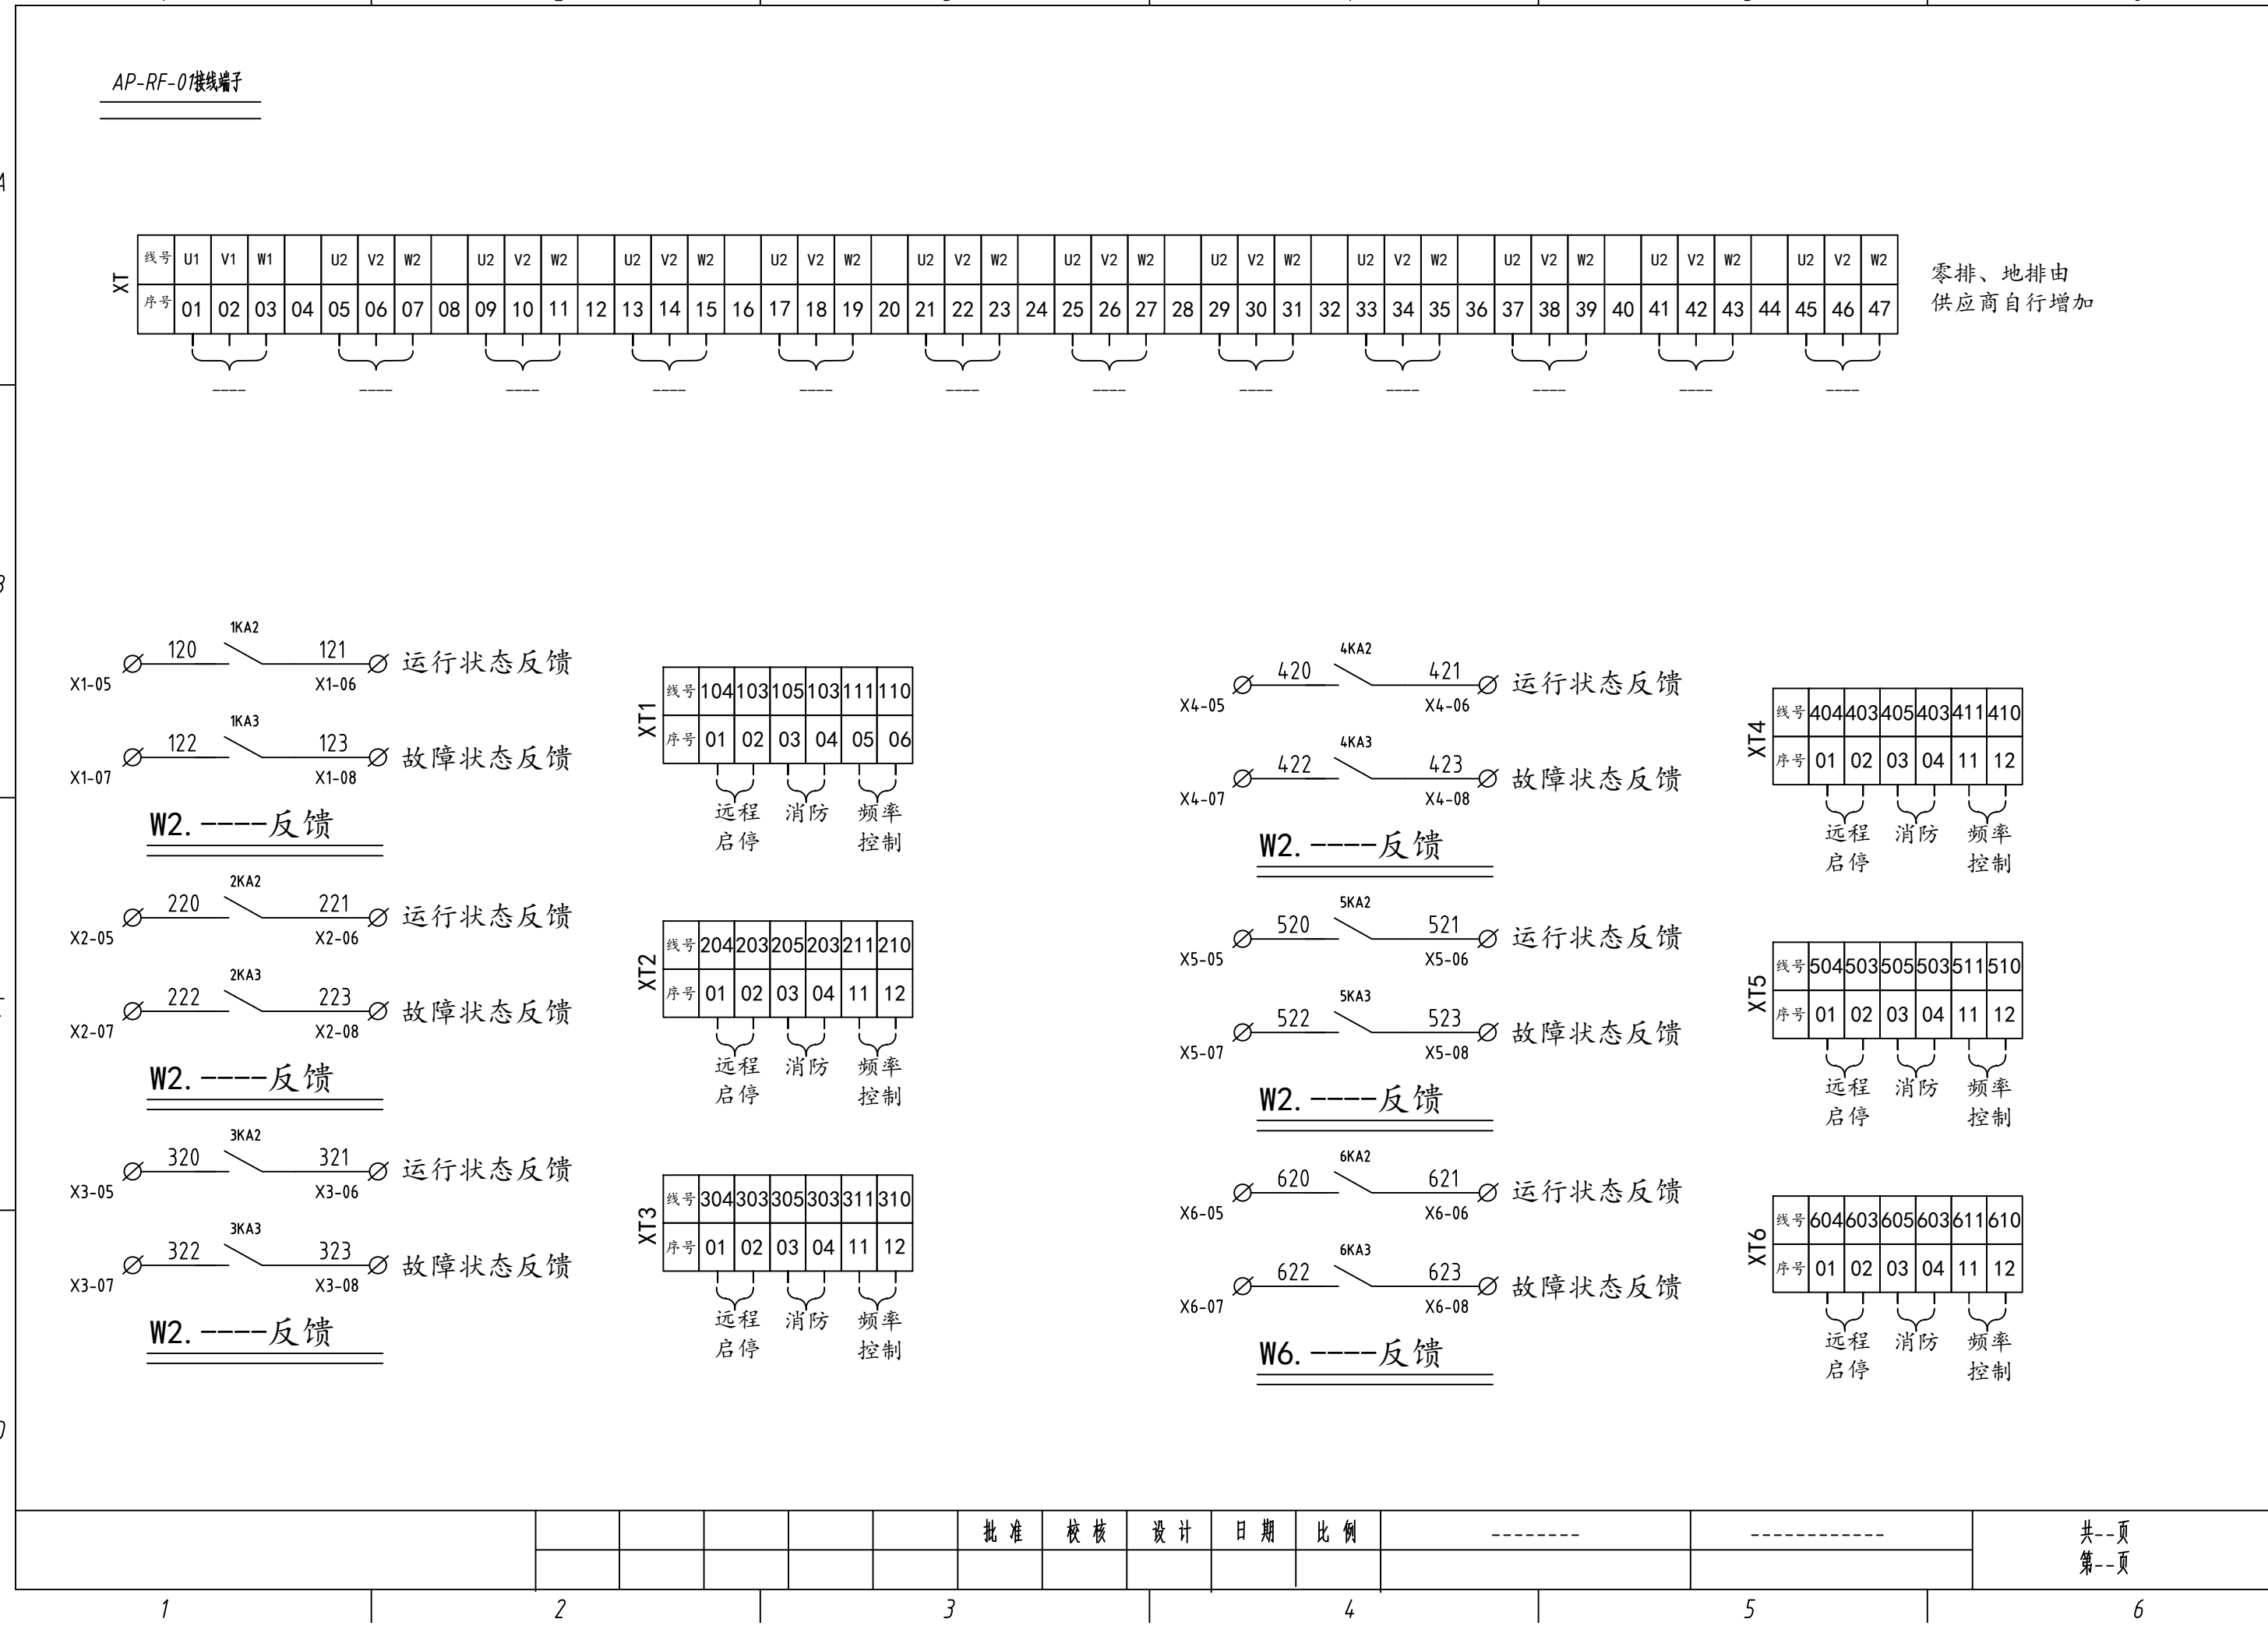 AP-RF-01接线端子
A
XT
线号 U1 V1 W1 U2 V2 W2 U2 V2 W2 U2 V2 W2 U2 V2 W2 U2 V2 W2 U2 V2 W2 U2 V2 W2 U2 V2 W2 U2 V2 W2 U2 V2 W2 U2 V2 W2
序号 01 02 03 04 05 06 07 08 09 10 11 12 13 14 15 16 17 18 19 20 21 22 23 24 25 26 27 28 29 30 31 32 33 34 35 36 37 38 39 40 41 42 43 44 45 46 47
---- ---- ---- ---- ---- ---- ---- ---- ---- ---- ---- ----
零排、地排由
供应商自行增加
B
1KA2
120 121 运行状态反馈
X1-05 X1-06
1KA3
122 123 故障状态反馈
X1-07 X1-08
W2.----反馈
XT1
线号 104 103 105 103 111 110
序号 01 02 03 04 05 06
远程 消防 频率
启停 控制
2KA2
220 221 运行状态反馈
X2-05 X2-06
2KA3
222 223 故障状态反馈
X2-07 X2-08
W2.----反馈
XT2
线号 204 203 205 203 211 210
序号 01 02 03 04 11 12
远程 消防 频率
启停 控制
3KA2
320 321 运行状态反馈
X3-05 X3-06
3KA3
322 323 故障状态反馈
X3-07 X3-08
W2.----反馈
XT3
线号 304 303 305 303 311 310
序号 01 02 03 04 11 12
远程 消防 频率
启停 控制
4KA2
420 421 运行状态反馈
X4-05 X4-06
4KA3
422 423 故障状态反馈
X4-07 X4-08
W2.----反馈
XT4
线号 404 403 405 403 411 410
序号 01 02 03 04 11 12
远程 消防 频率
启停 控制
5KA2
520 521 运行状态反馈
X5-05 X5-06
5KA3
522 523 故障状态反馈
X5-07 X5-08
W2.----反馈
XT5
线号 504 503 505 503 511 510
序号 01 02 03 04 11 12
远程 消防 频率
启停 控制
6KA2
620 621 运行状态反馈
X6-05 X6-06
6KA3
622 623 故障状态反馈
X6-07 X6-08
W6.----反馈
XT6
线号 604 603 605 603 611 610
序号 01 02 03 04 11 12
远程 消防 频率
启停 控制
D
批准 校核 设计 日期 比例 -------- ------------ 共--页
第--页
1 2 3 4 5 6